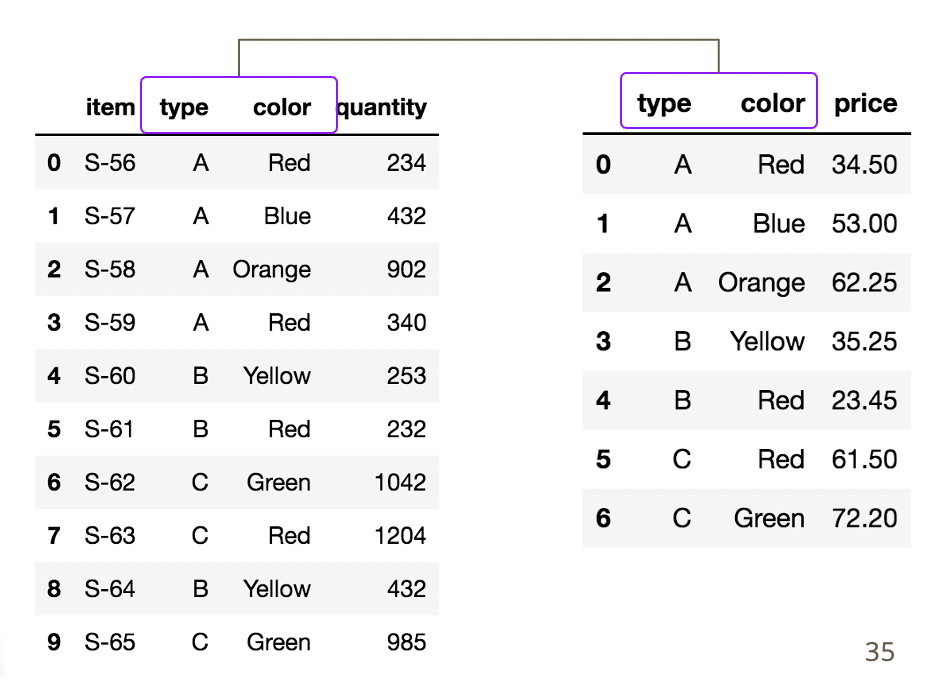 item type color quantity
0 S-56 A Red 234
1 S-57 A Blue 432
2 S-58 A Orange 902
3 S-59 A Red 340
4 S-60 B Yellow 253
5 S-61 B Red 232
6 S-62 C Green 1042
7 S-63 C Red 1204
8 S-64 B Yellow 432
9 S-65 C Green 985
type color price
0 A Red 34.50
1 A Blue 53.00
2 A Orange 62.25
3 B Yellow 35.25
4 B Red 23.45
5 C Red 61.50
6 C Green 72.20
35